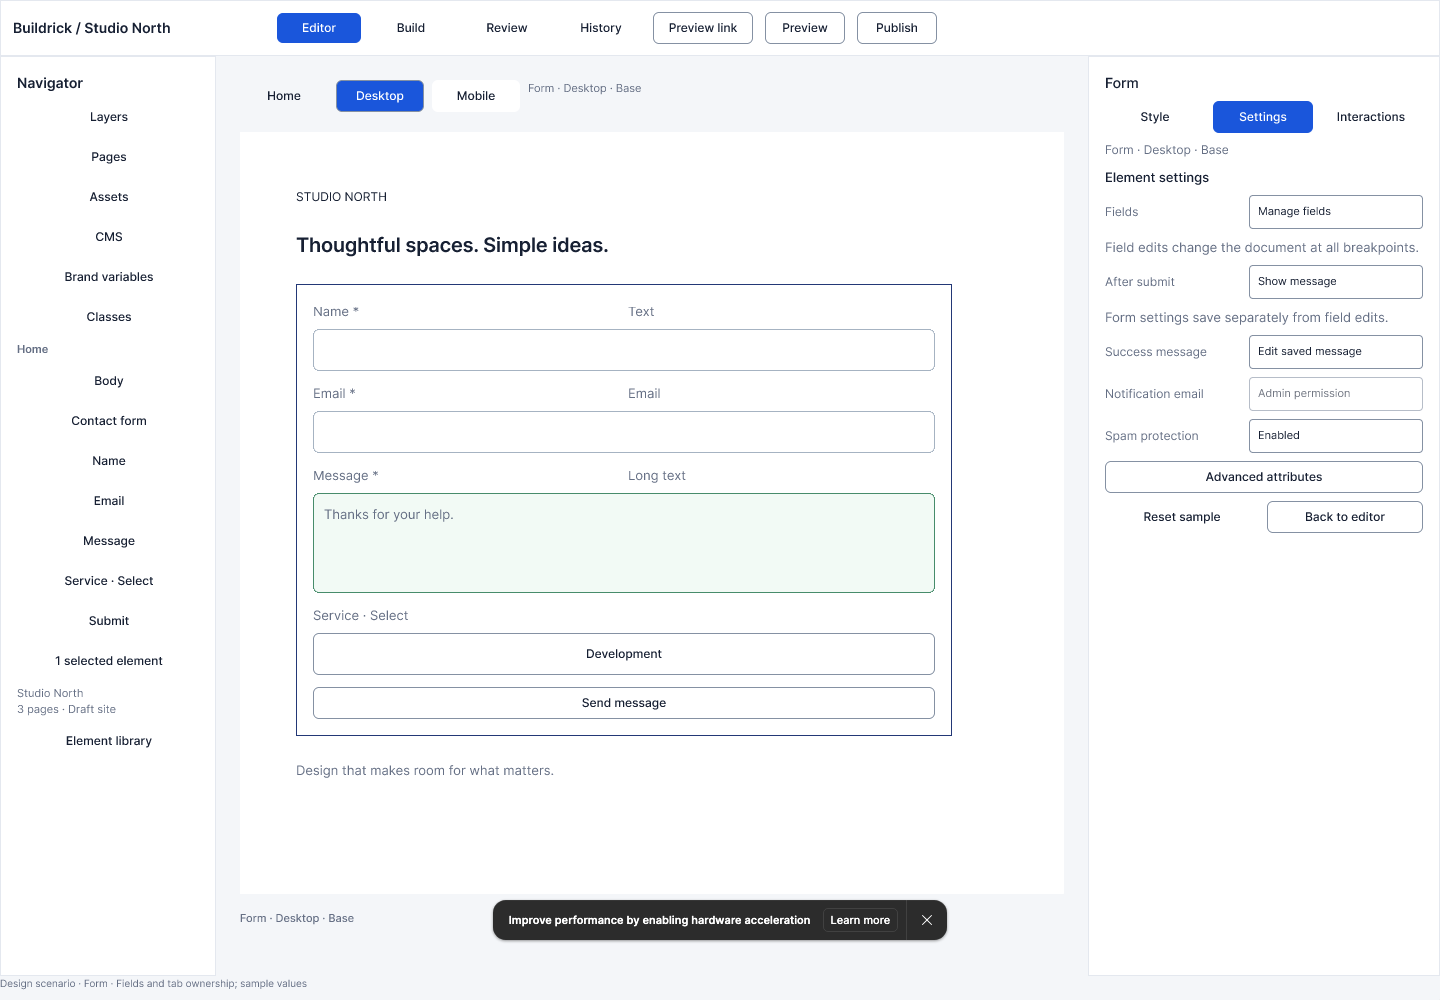 Buildrick / Studio North
Editor
Build
Review
History
Preview link
Preview
Publish
Navigator
Layers
Pages
Assets
CMS
Brand variables
Classes
Home
Body
Contact form
Name
Email
Message
Service · Select
Submit
1 selected element
Studio North
3 pages · Draft site
Element library
Home
Desktop
Mobile
Form · Desktop · Base
STUDIO NORTH
Thoughtful spaces. Simple ideas.
Name *
Text
Email *
Email
Message *
Long text
Thanks for your help.
Service · Select
Development
Send message
Design that makes room for what matters.
Form · Desktop · Base
Improve performance by enabling hardware acceleration
Learn more
Form
Style
Settings
Interactions
Form · Desktop · Base
Element settings
Fields
Manage fields
Field edits change the document at all breakpoints.
After submit
Show message
Form settings save separately from field edits.
Success message
Edit saved message
Notification email
Admin permission
Spam protection
Enabled
Advanced attributes
Reset sample
Back to editor
Design scenario · Form · Fields and tab ownership; sample values